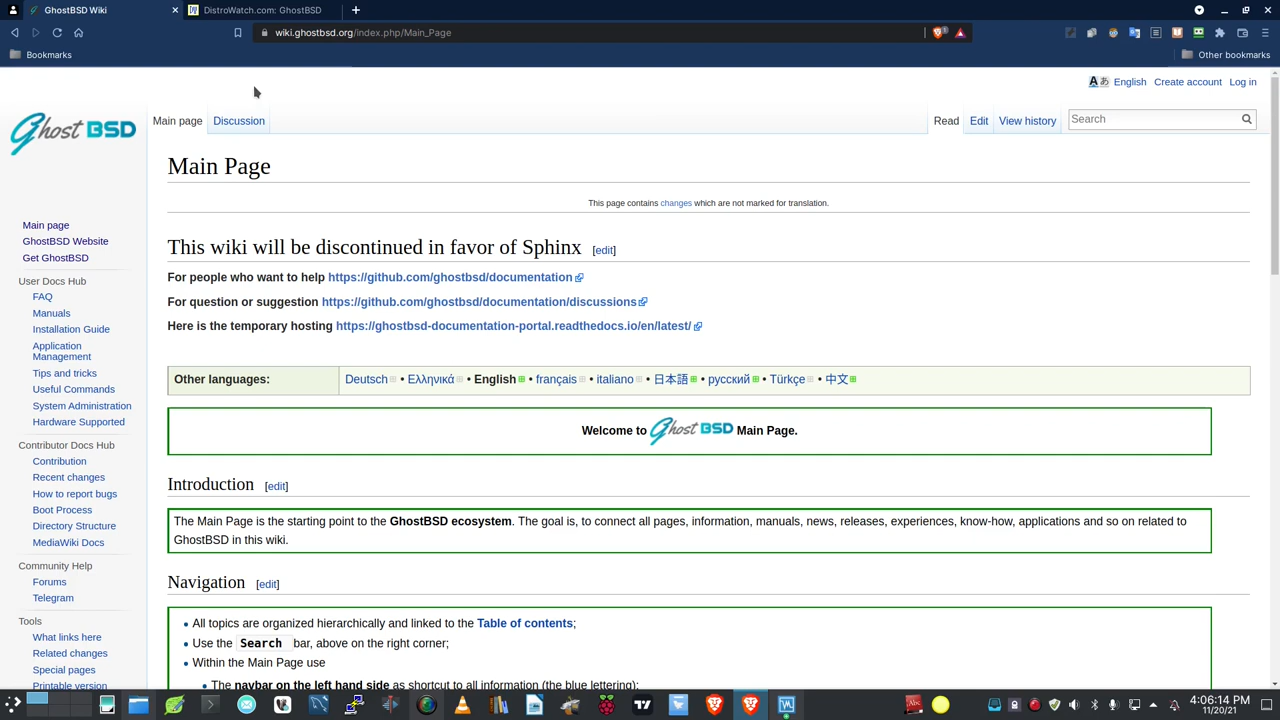 GhostBSD Wiki
DistroWatch.com: GhostBSD
wiki.ghostbsd.org/index.php/Main_Page
Bookmarks
Other bookmarks
English Create account Log in
GhostBSD
Main page Discussion
Read Edit View history
Search
Main Page
This page contains changes which are not marked for translation.
This wiki will be discontinued in favor of Sphinx [edit]
For people who want to help https://github.com/ghostbsd/documentation
For question or suggestion https://github.com/ghostbsd/documentation/discussions
Here is the temporary hosting https://ghostbsd-documentation-portal.readthedocs.io/en/latest/
Other languages:
Deutsch • Ελληνικά • English • français • italiano • 日本語 • русский • Türkçe • 中文
Welcome to GhostBSD Main Page.
Introduction [edit]
The Main Page is the starting point to the GhostBSD ecosystem. The goal is, to connect all pages, information, manuals, news, releases, experiences, know-how, applications and so on related to
GhostBSD in this wiki.
Navigation [edit]
• All topics are organized hierarchically and linked to the Table of contents;
• Use the Search bar, above on the right corner;
• Within the Main Page use
• The navbar on the left hand side as shortcut to all information (the blue lettering);
Main page
GhostBSD Website
Get GhostBSD
User Docs Hub
FAQ
Manuals
Installation Guide
Application
Management
Tips and tricks
Useful Commands
System Administration
Hardware Supported
Contributor Docs Hub
Contribution
Recent changes
How to report bugs
Boot Process
Directory Structure
MediaWiki Docs
Community Help
Forums
Telegram
Tools
What links here
Related changes
Special pages
Printable version
4:06:14 PM
11/20/21